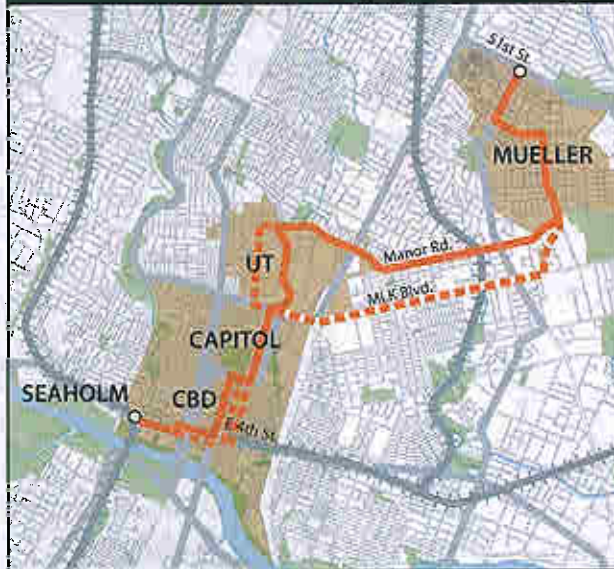 51st St.
MUELLER
UT
Manor Rd.
MLK Blvd.
CAPITOL
SEAHOLM
CBD
E 4th St.